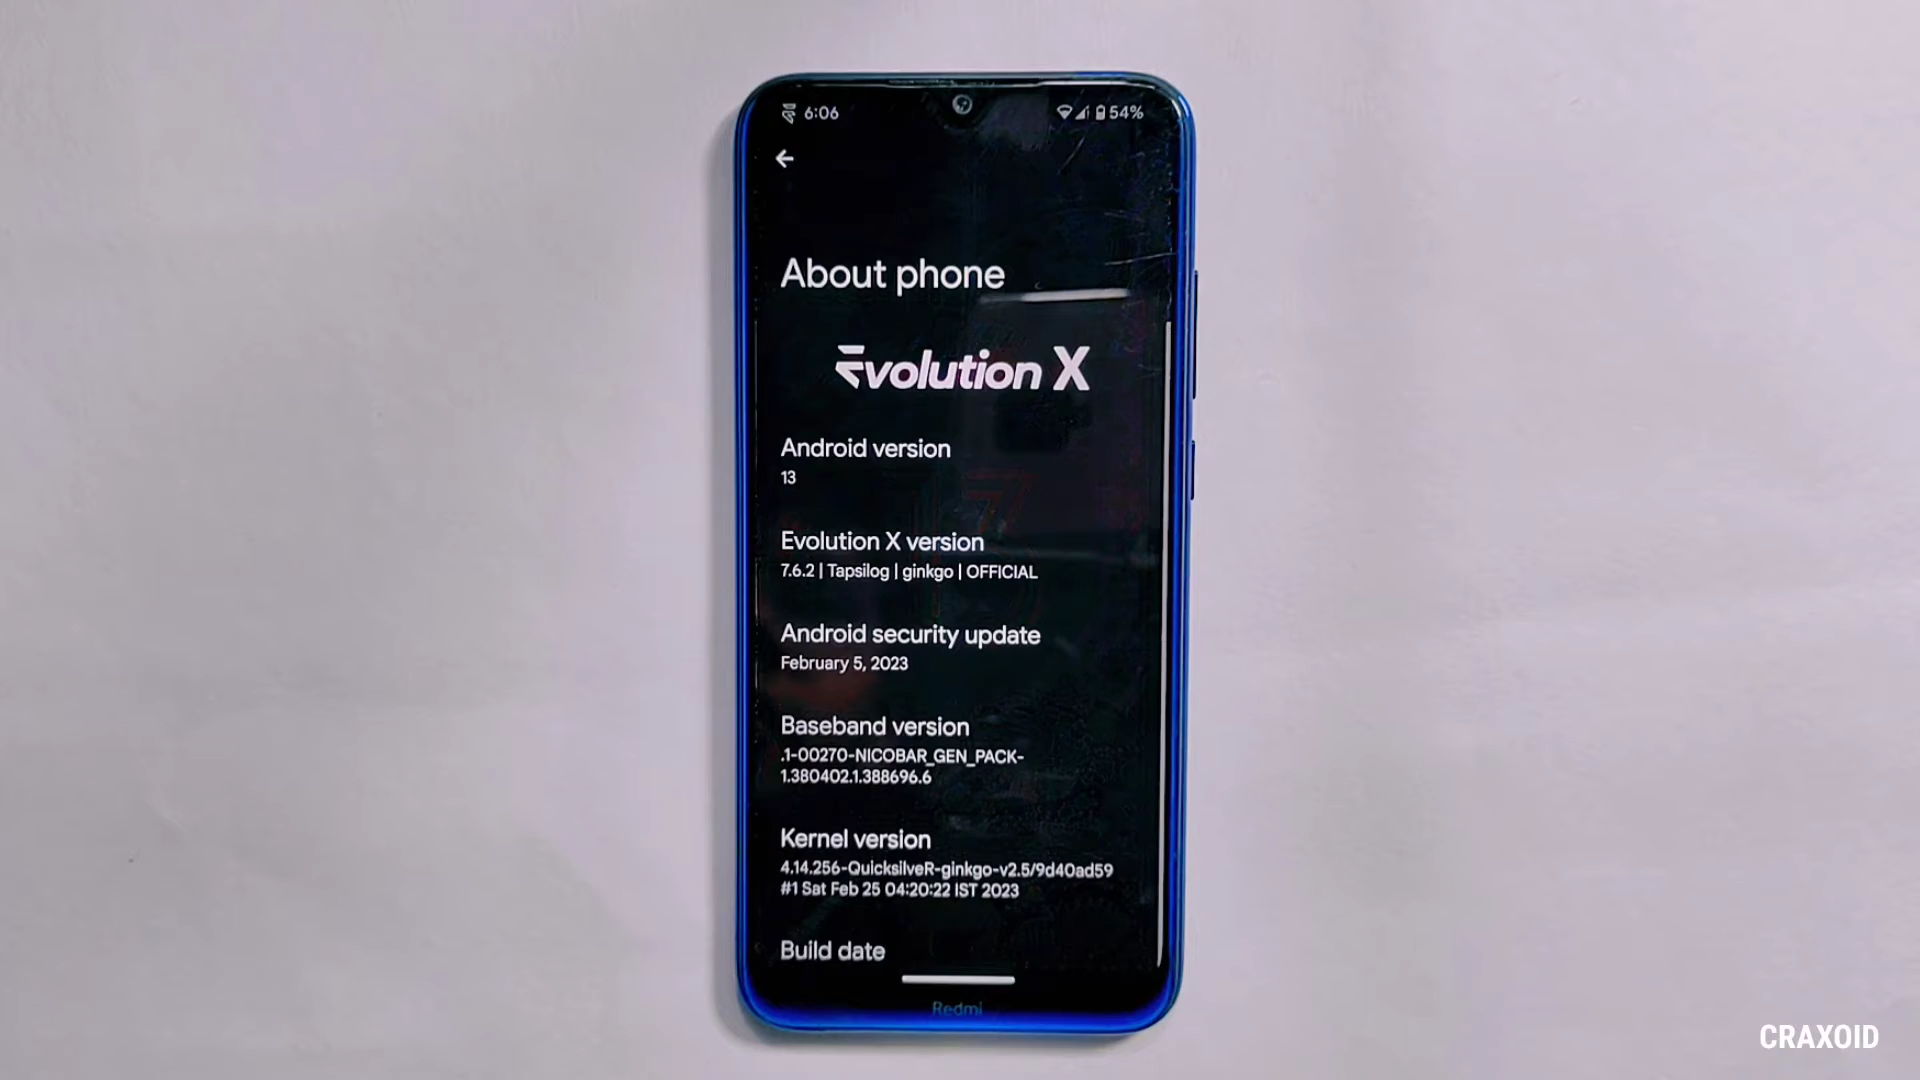 6:06
54%
About phone
Evolution X
Android version
13
Evolution X version
7.6.2 | Tapsilog | ginkgo | OFFICIAL
Android security update
February 5, 2023
Baseband version
.1-00270-NICOBAR_GEN_PACK-
1.380402.1.388696.6
Kernel version
4.14.256-QuicksilveR-ginkgo-v2.5/9d40ad59
#1 Sat Feb 25 04:20:22 IST 2023
Build date
Redmi
CRAXOID